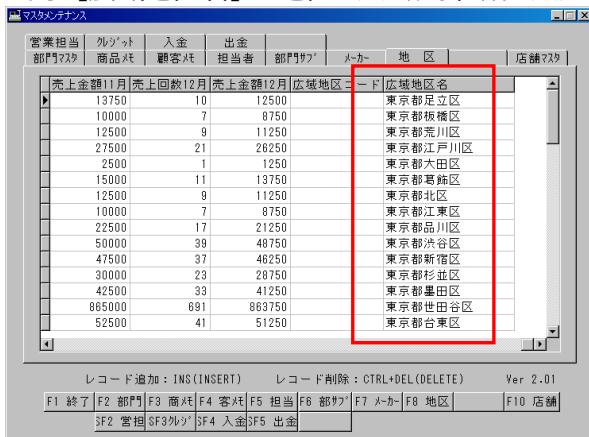 マスタメンテナンス
営業担当 クレジット 入金 出金
部門マスタ 商品メモ 顧客メモ 担当者 部門サブ メーカー 地 区 店舗マスタ
売上金額11月 売上回数12月 売上金額12月 広域地区コード 広域地区名
13750 10 12500 東京都足立区
10000 7 8750 東京都板橋区
12500 9 11250 東京都荒川区
27500 21 26250 東京都江戸川区
2500 1 1250 東京都大田区
15000 11 13750 東京都葛飾区
12500 9 11250 東京都北区
10000 7 8750 東京都江東区
22500 17 21250 東京都品川区
50000 39 48750 東京都渋谷区
47500 37 46250 東京都新宿区
30000 23 28750 東京都杉並区
42500 33 41250 東京都墨田区
865000 691 863750 東京都世田谷区
52500 41 51250 東京都台東区
レコード追加：INS(INSERT) レコード削除：CTRL+DEL(DELETE) Ver 2.01
F1 終了 F2 部門 F3 商メモ F4 客メモ F5 担当 F6 部サブ F7 メーカー F8 地区 F10 店舗
SF2 営担 SF3クレジ SF4 入金 SF5 出金